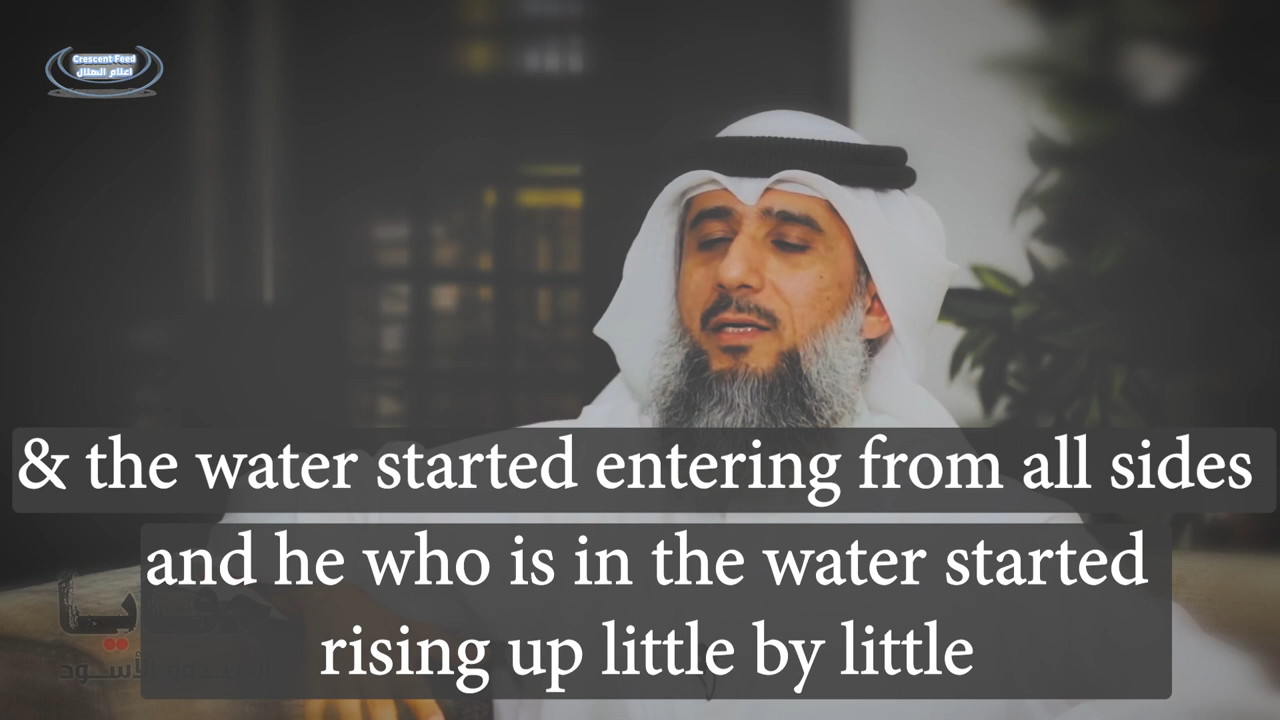 Crescent Feed
اعلام الهلال
& the water started entering from all sides
and he who is in the water started
rising up little by little